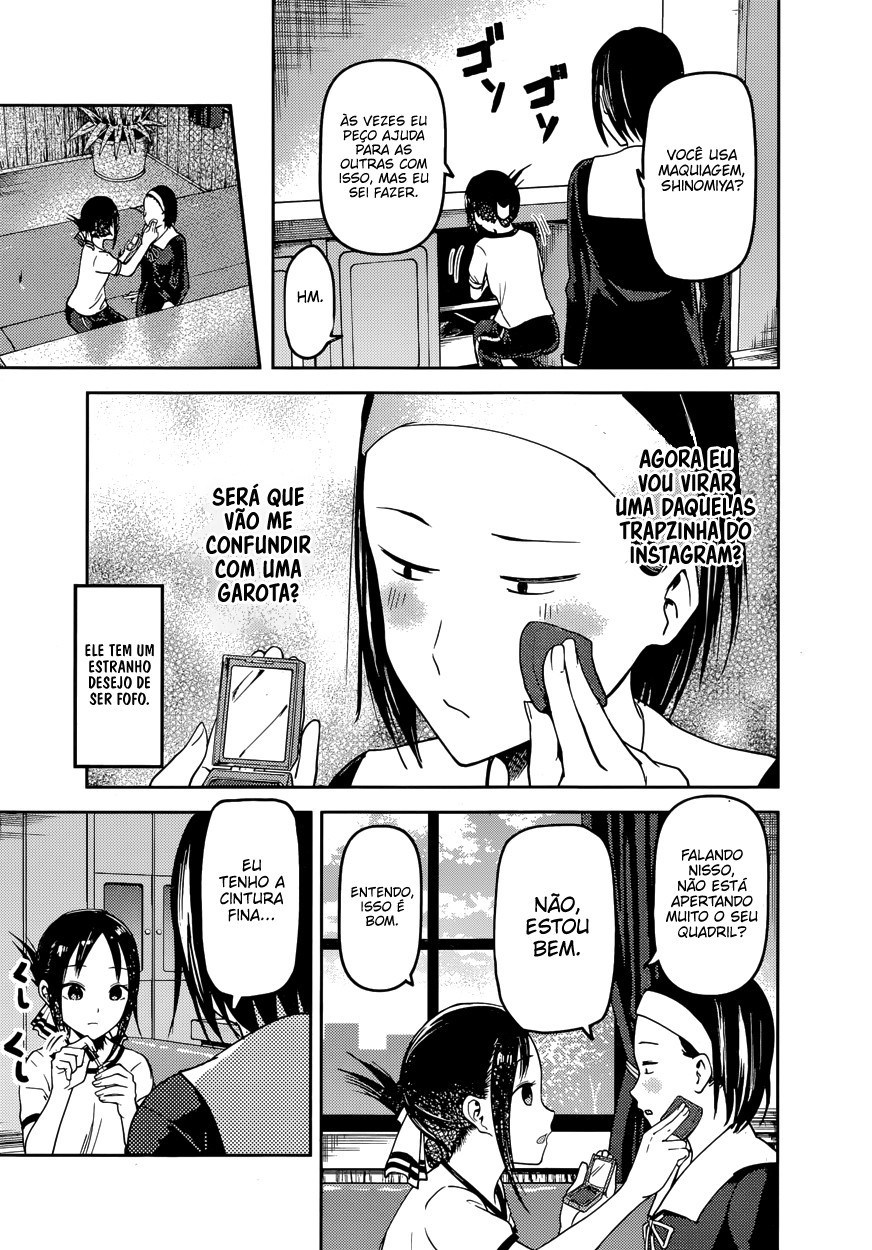 VOCÊ USA
MAQUIAGEM,
SHINOMIYA?
ゴソ
ゴソ
ÀS VEZES EU
PEÇO AJUDA
PARA AS
OUTRAS COM
ISSO, MAS EU
SEI FAZER.
HM.
AGORA EU
VOU VIRAR
UMA DAQUELAS
TRAPZINHA DO
INSTAGRAM?
SERÁ QUE
VÃO ME
CONFUNDIR
COM UMA
GAROTA?
ELE TEM UM
ESTRANHO
DESEJO DE
SER FOFO.
FALANDO
NISSO,
NÃO ESTÁ
APERTANDO
MUITO O SEU
QUADRIL?
NÃO,
ESTOU
BEM.
ENTENDO,
ISSO É
BOM.
EU
TENHO A
CINTURA
FINA...
くし
くし